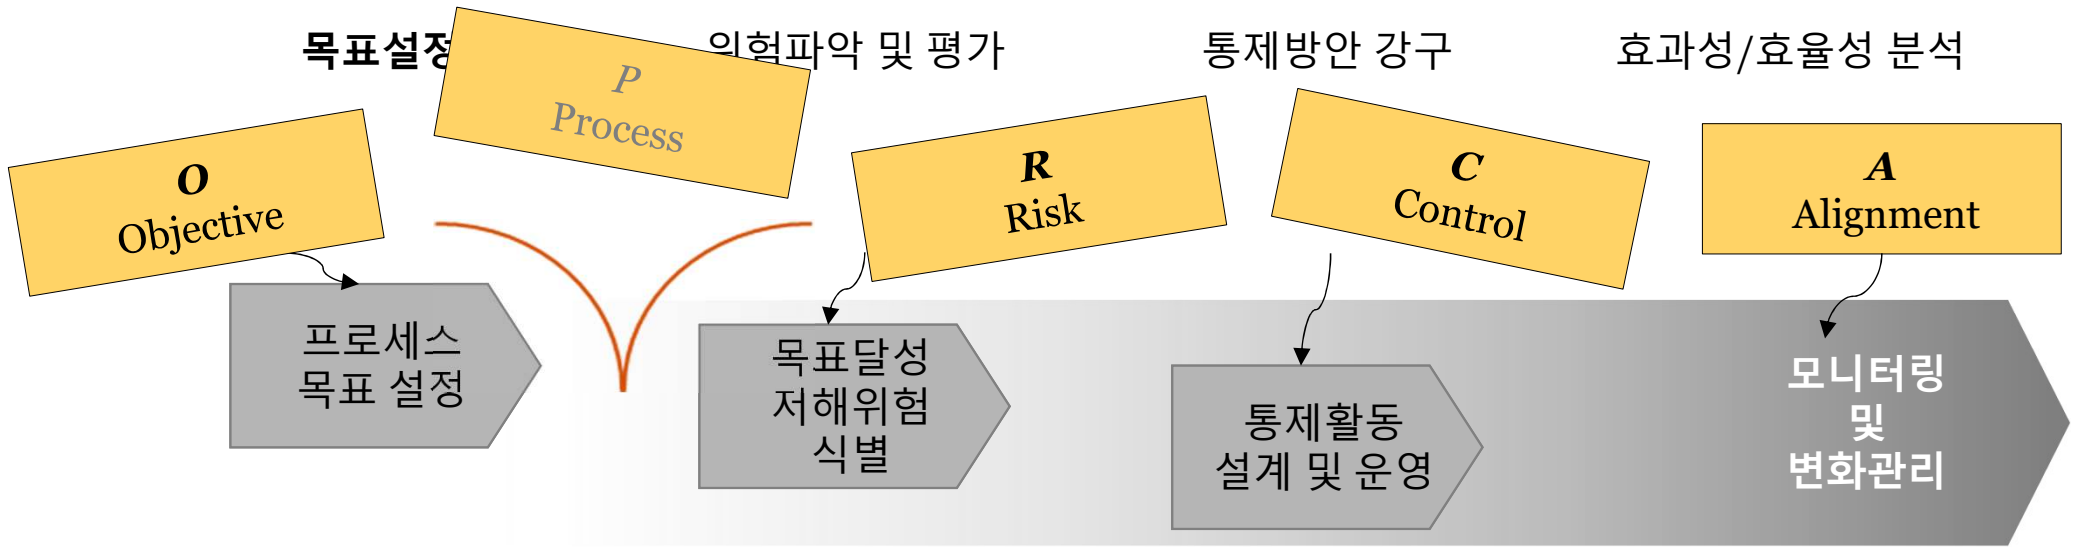 목표설정
위험파악 및 평가
통제방안 강구
효과성/효율성 분석
O
Objective
P
Process
R
Risk
C
Control
A
Alignment
프로세스
목표 설정
목표달성
저해위험
식별
통제활동
설계 및 운영
모니터링
및
변화관리